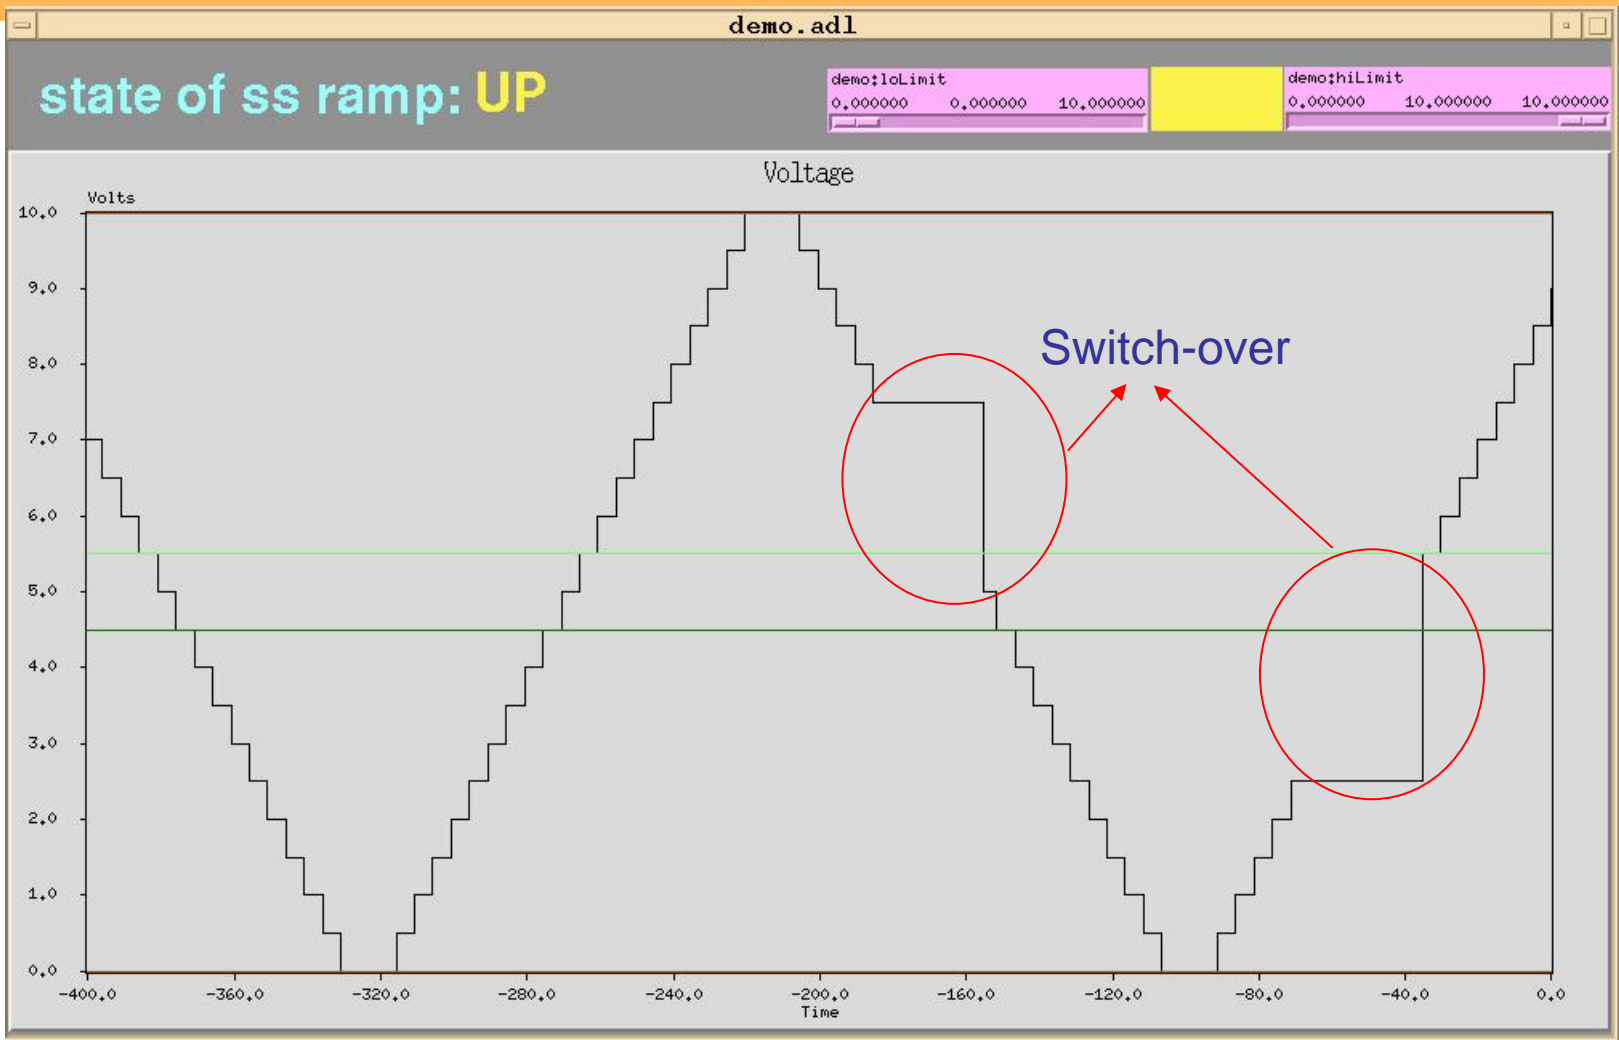 demo.adl
state of ss ramp: UP
demo:loLimit
0.000000 0.000000 10.000000
demo:hiLimit
0.000000 10.000000 10.000000
Voltage
Volts
10.0
9.0
8.0
7.0
6.0
5.0
4.0
3.0
2.0
1.0
0.0
Switch-over
-400.0 -360.0 -320.0 -280.0 -240.0 -200.0 -160.0 -120.0 -80.0 -40.0 0.0
Time